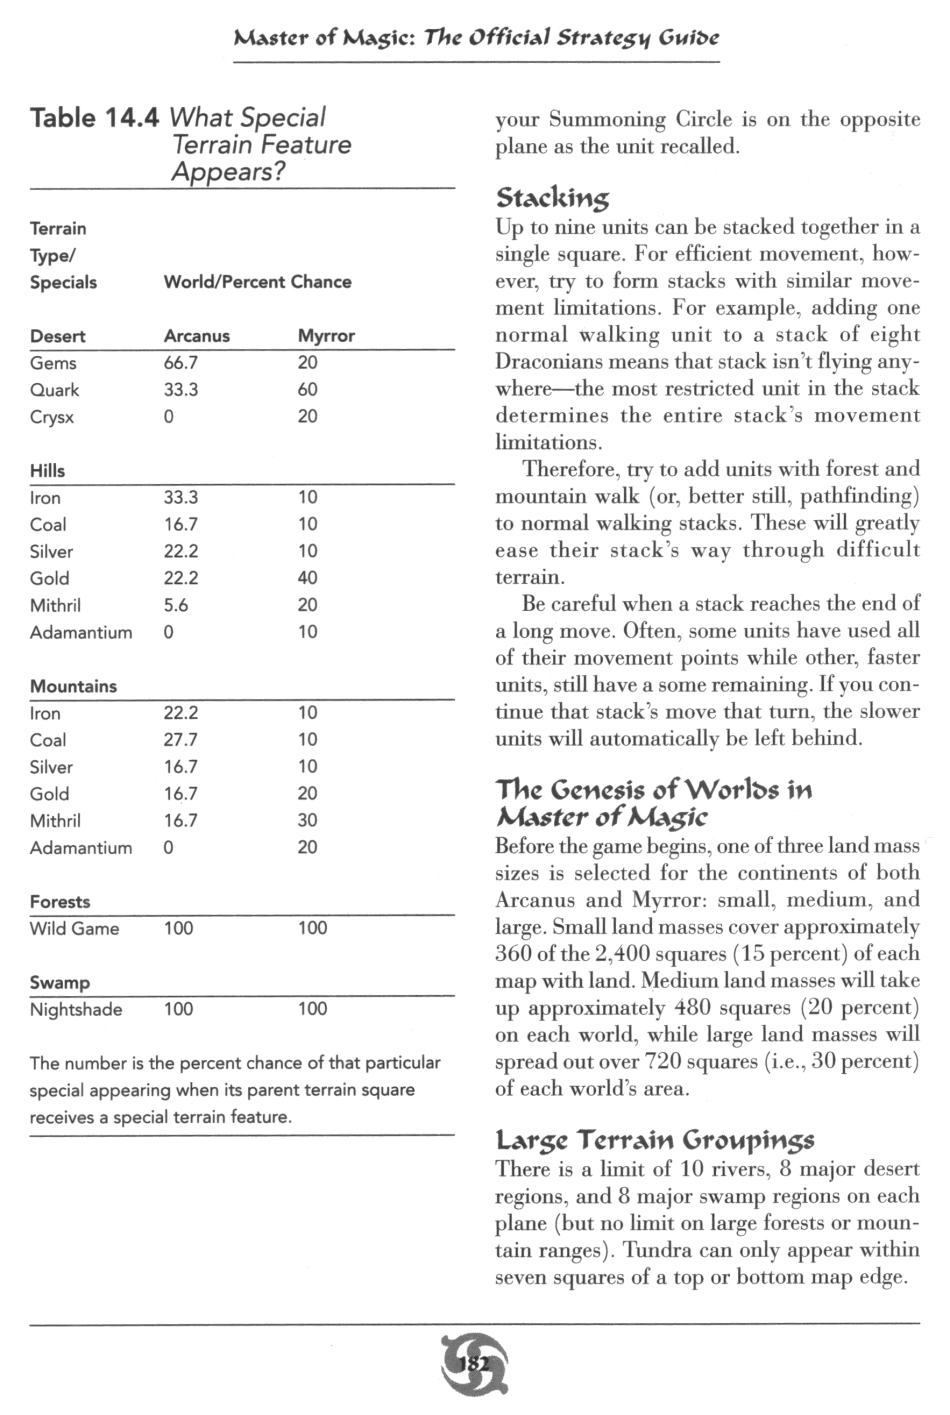 Master of Magic: The Official Strategy Guide
Table 14.4 What Special
Terrain Feature
Appears?
Terrain
Type/
Specials World/Percent Chance
Desert Arcanus Myrror
Gems 66.7 20
Quark 33.3 60
Crysx 0 20
Hills
Iron 33.3 10
Coal 16.7 10
Silver 22.2 10
Gold 22.2 40
Mithril 5.6 20
Adamantium 0 10
Mountains
Iron 22.2 10
Coal 27.7 10
Silver 16.7 10
Gold 16.7 20
Mithril 16.7 30
Adamantium 0 20
Forests
Wild Game 100 100
Swamp
Nightshade 100 100
The number is the percent chance of that particular
special appearing when its parent terrain square
receives a special terrain feature.
your Summoning Circle is on the opposite
plane as the unit recalled.
Stacking
Up to nine units can be stacked together in a
single square. For efficient movement, how-
ever, try to form stacks with similar move-
ment limitations. For example, adding one
normal walking unit to a stack of eight
Draconians means that stack isn't flying any-
where—the most restricted unit in the stack
determines the entire stack's movement
limitations.
Therefore, try to add units with forest and
mountain walk (or, better still, pathfinding)
to normal walking stacks. These will greatly
ease their stack's way through difficult
terrain.
Be careful when a stack reaches the end of
a long move. Often, some units have used all
of their movement points while other, faster
units, still have a some remaining. If you con-
tinue that stack's move that turn, the slower
units will automatically be left behind.
The Genesis of Worlds in
Master of Magic
Before the game begins, one of three land mass
sizes is selected for the continents of both
Arcanus and Myrror: small, medium, and
large. Small land masses cover approximately
360 of the 2,400 squares (15 percent) of each
map with land. Medium land masses will take
up approximately 480 squares (20 percent)
on each world, while large land masses will
spread out over 720 squares (i.e., 30 percent)
of each world's area.
Large Terrain Groupings
There is a limit of 10 rivers, 8 major desert
regions, and 8 major swamp regions on each
plane (but no limit on large forests or moun-
tain ranges). Tundra can only appear within
seven squares of a top or bottom map edge.
182